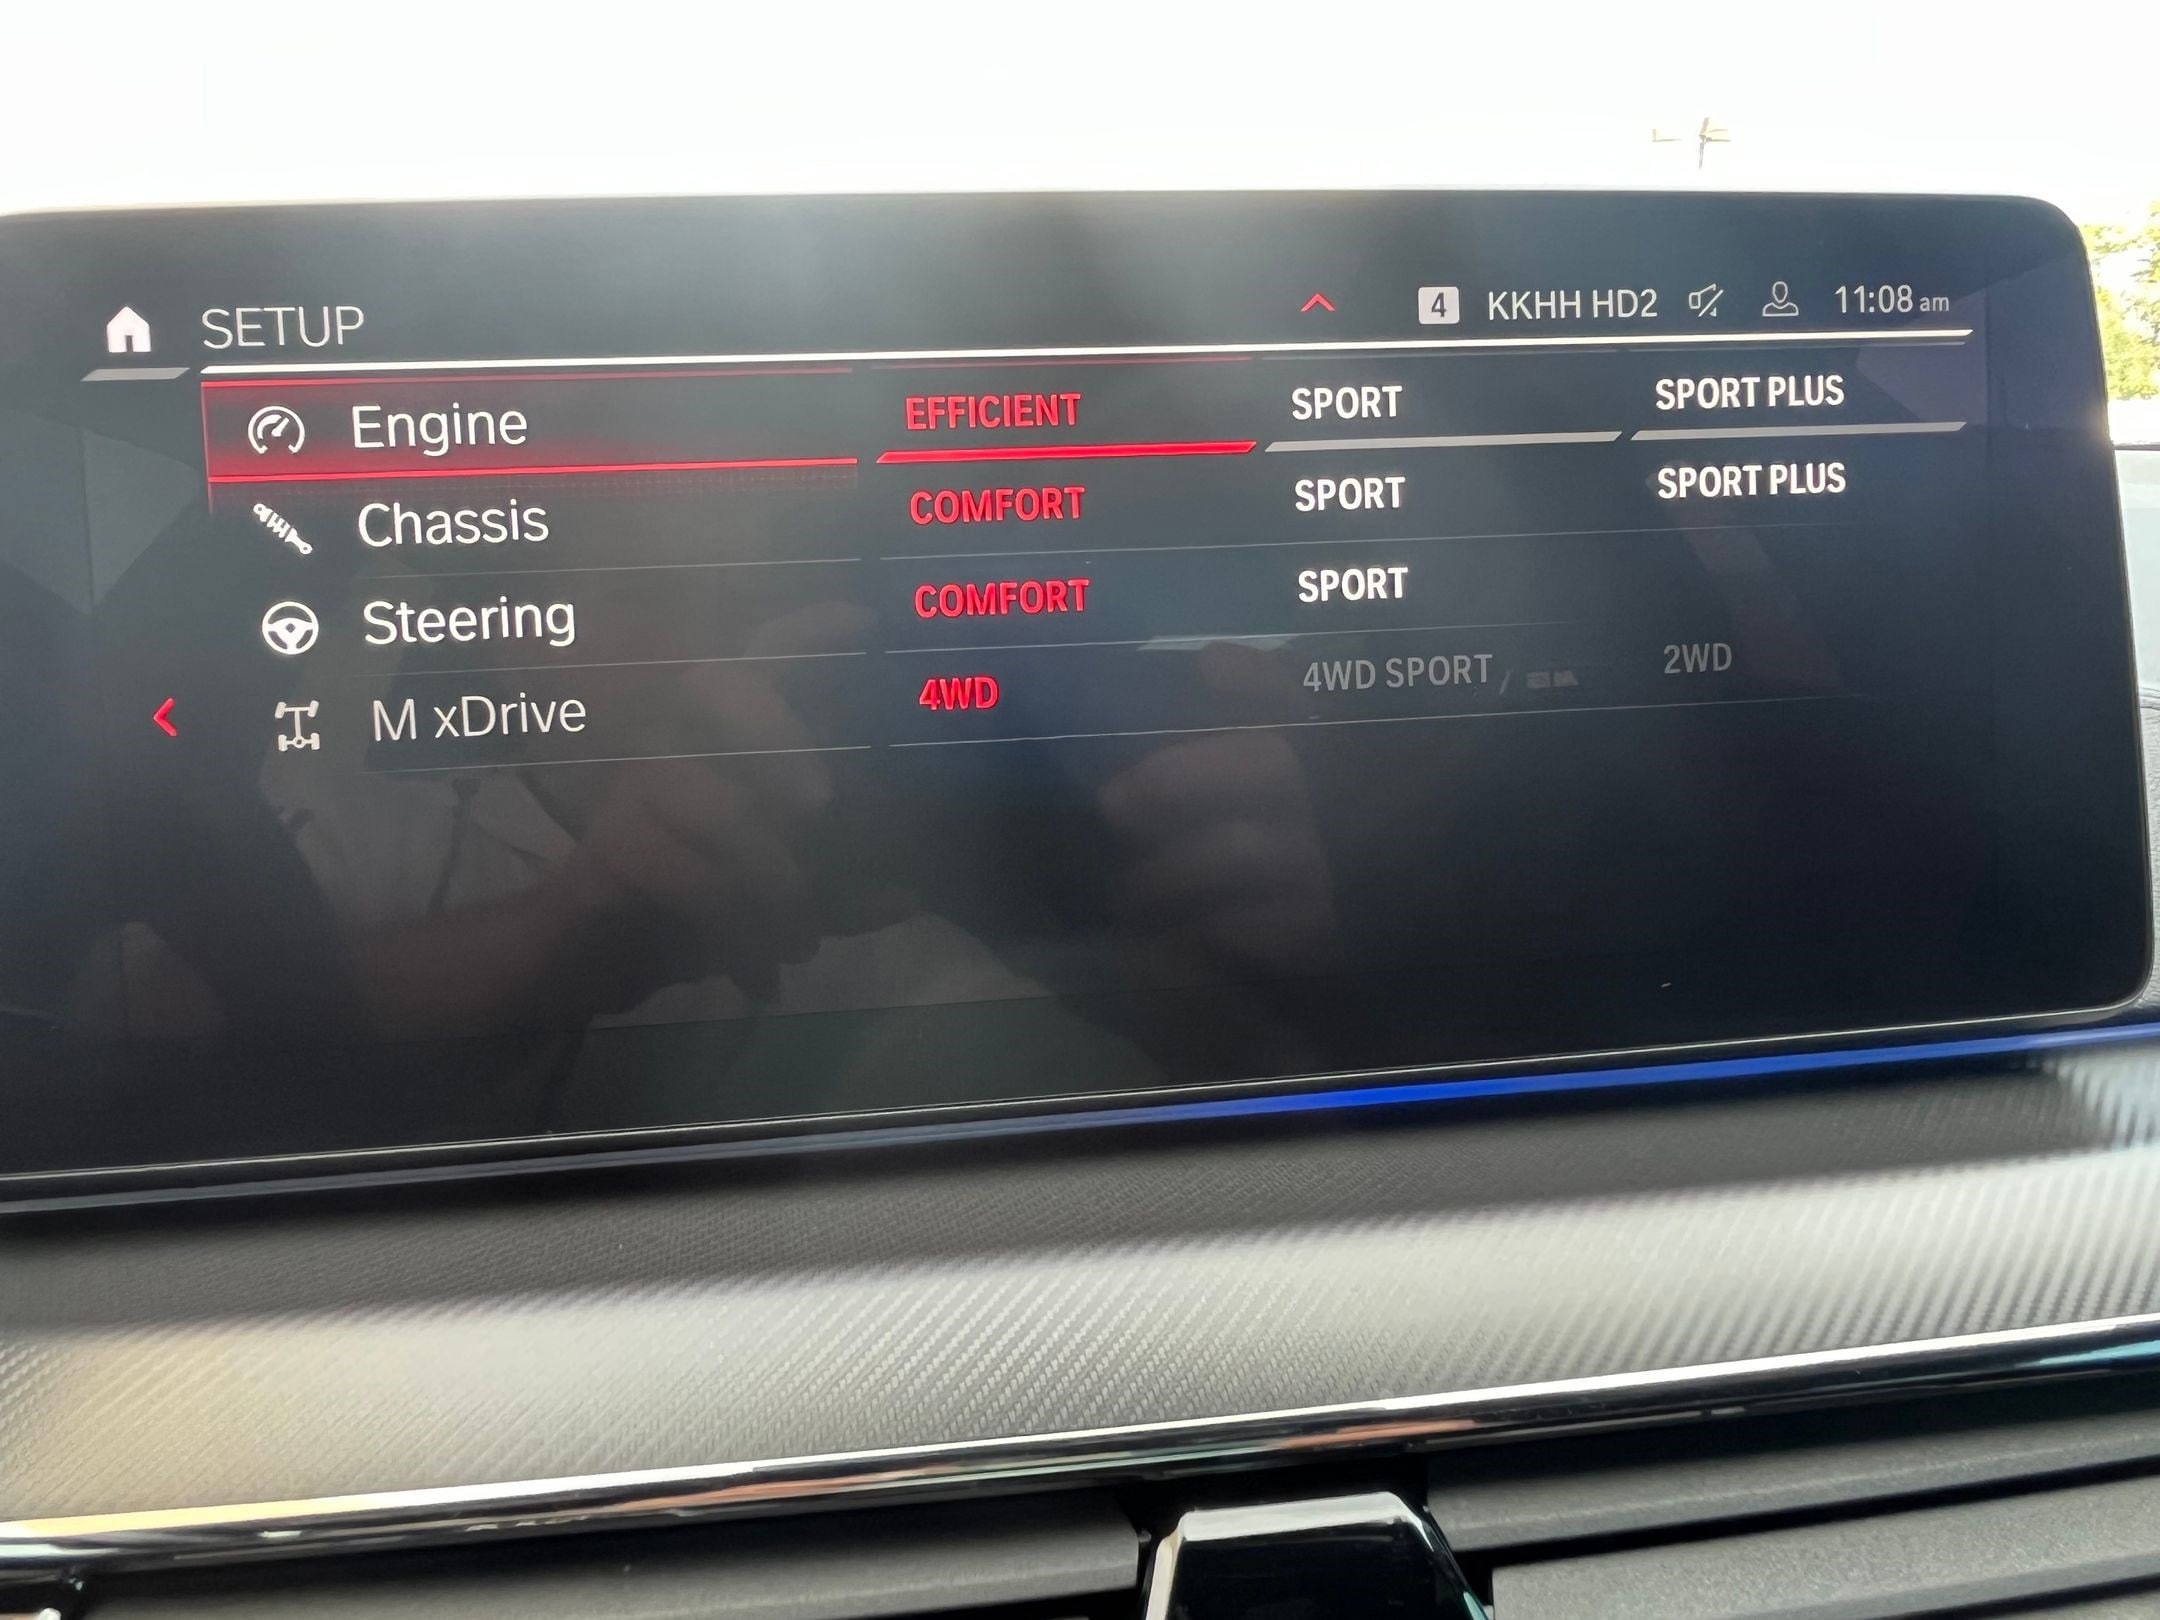 SETUP 4 KKHH HD2 11:08 am
Engine EFFICIENT SPORT SPORT PLUS
Chassis COMFORT SPORT SPORT PLUS
Steering COMFORT SPORT
M xDrive 4WD 4WD SPORT 2WD